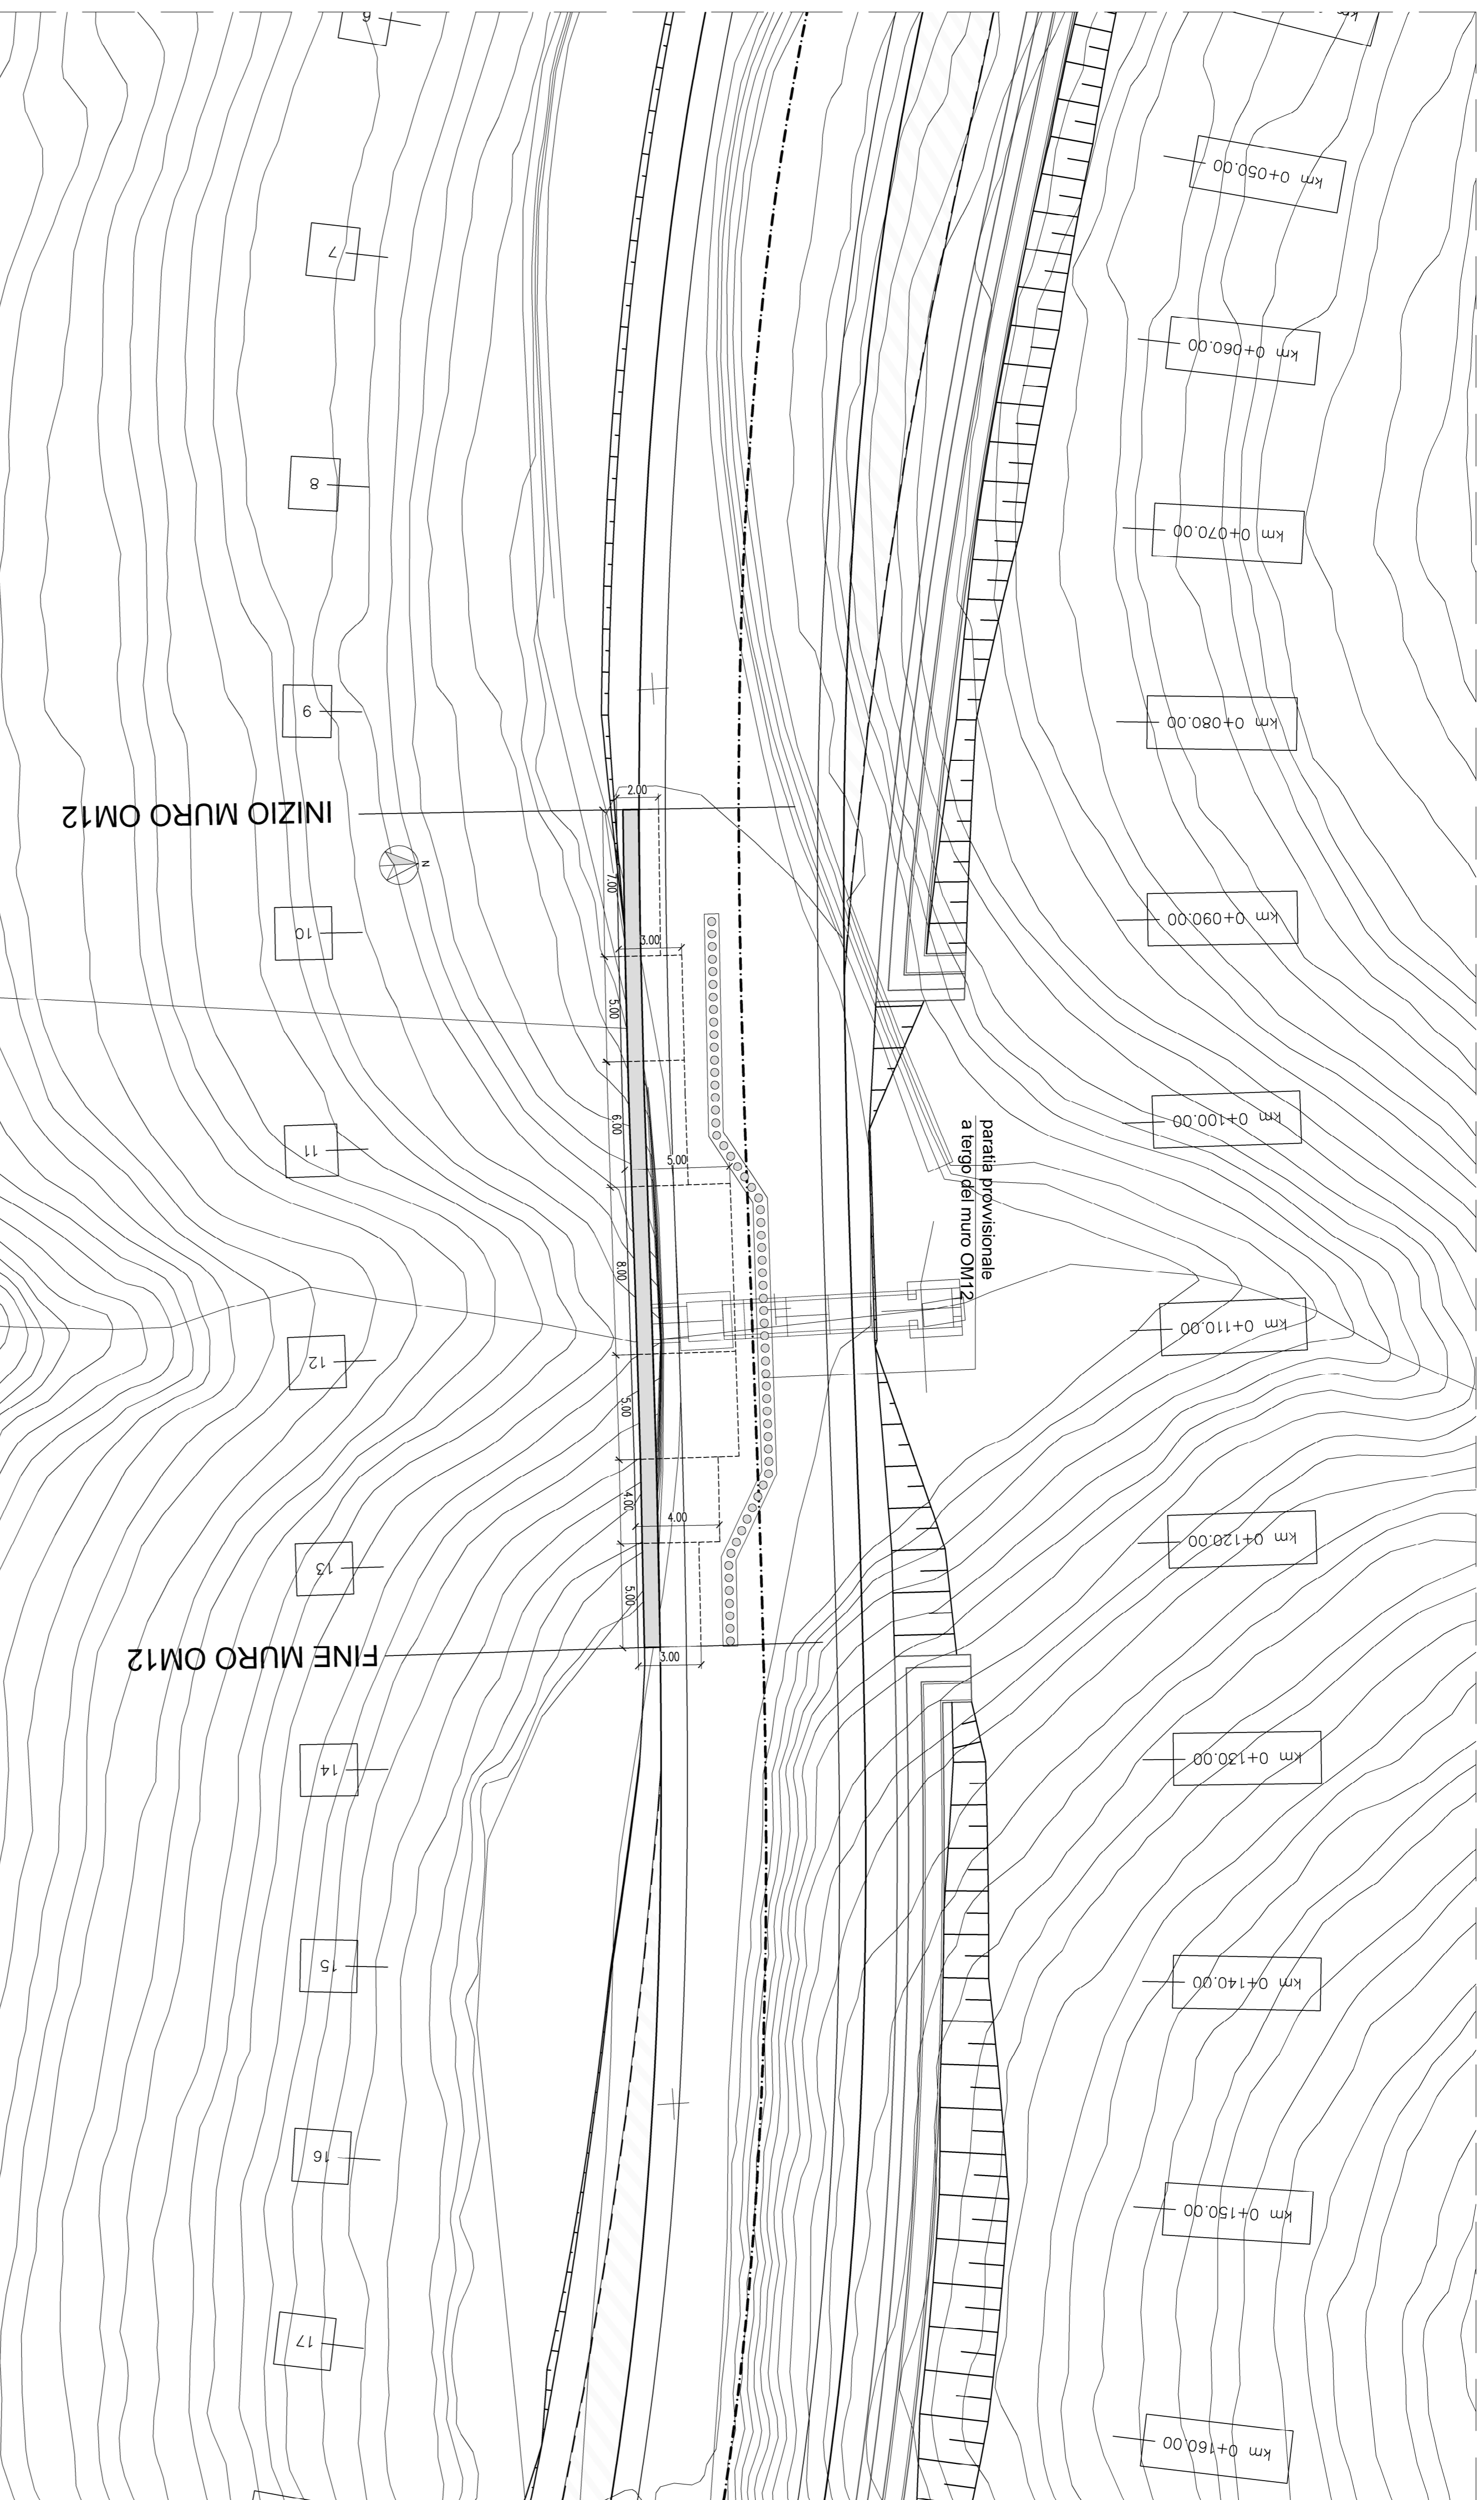 6
km
7
km 0+050.00
km 0+060.00
8
km 0+070.00
9
km 0+080.00
INIZIO MURO OM12
2.00
N
7.00
10
3.00
km 0+090.00
5.00
11
6.00
5.00
km 0+100.00
paratia provvisionale
a tergo del muro OM12
8.00
12
km 0+110.00
5.00
4.00
4.00
13
km 0+120.00
5.00
FINE MURO OM12
3.00
14
km 0+130.00
15
km 0+140.00
16
km 0+150.00
17
km 0+160.00